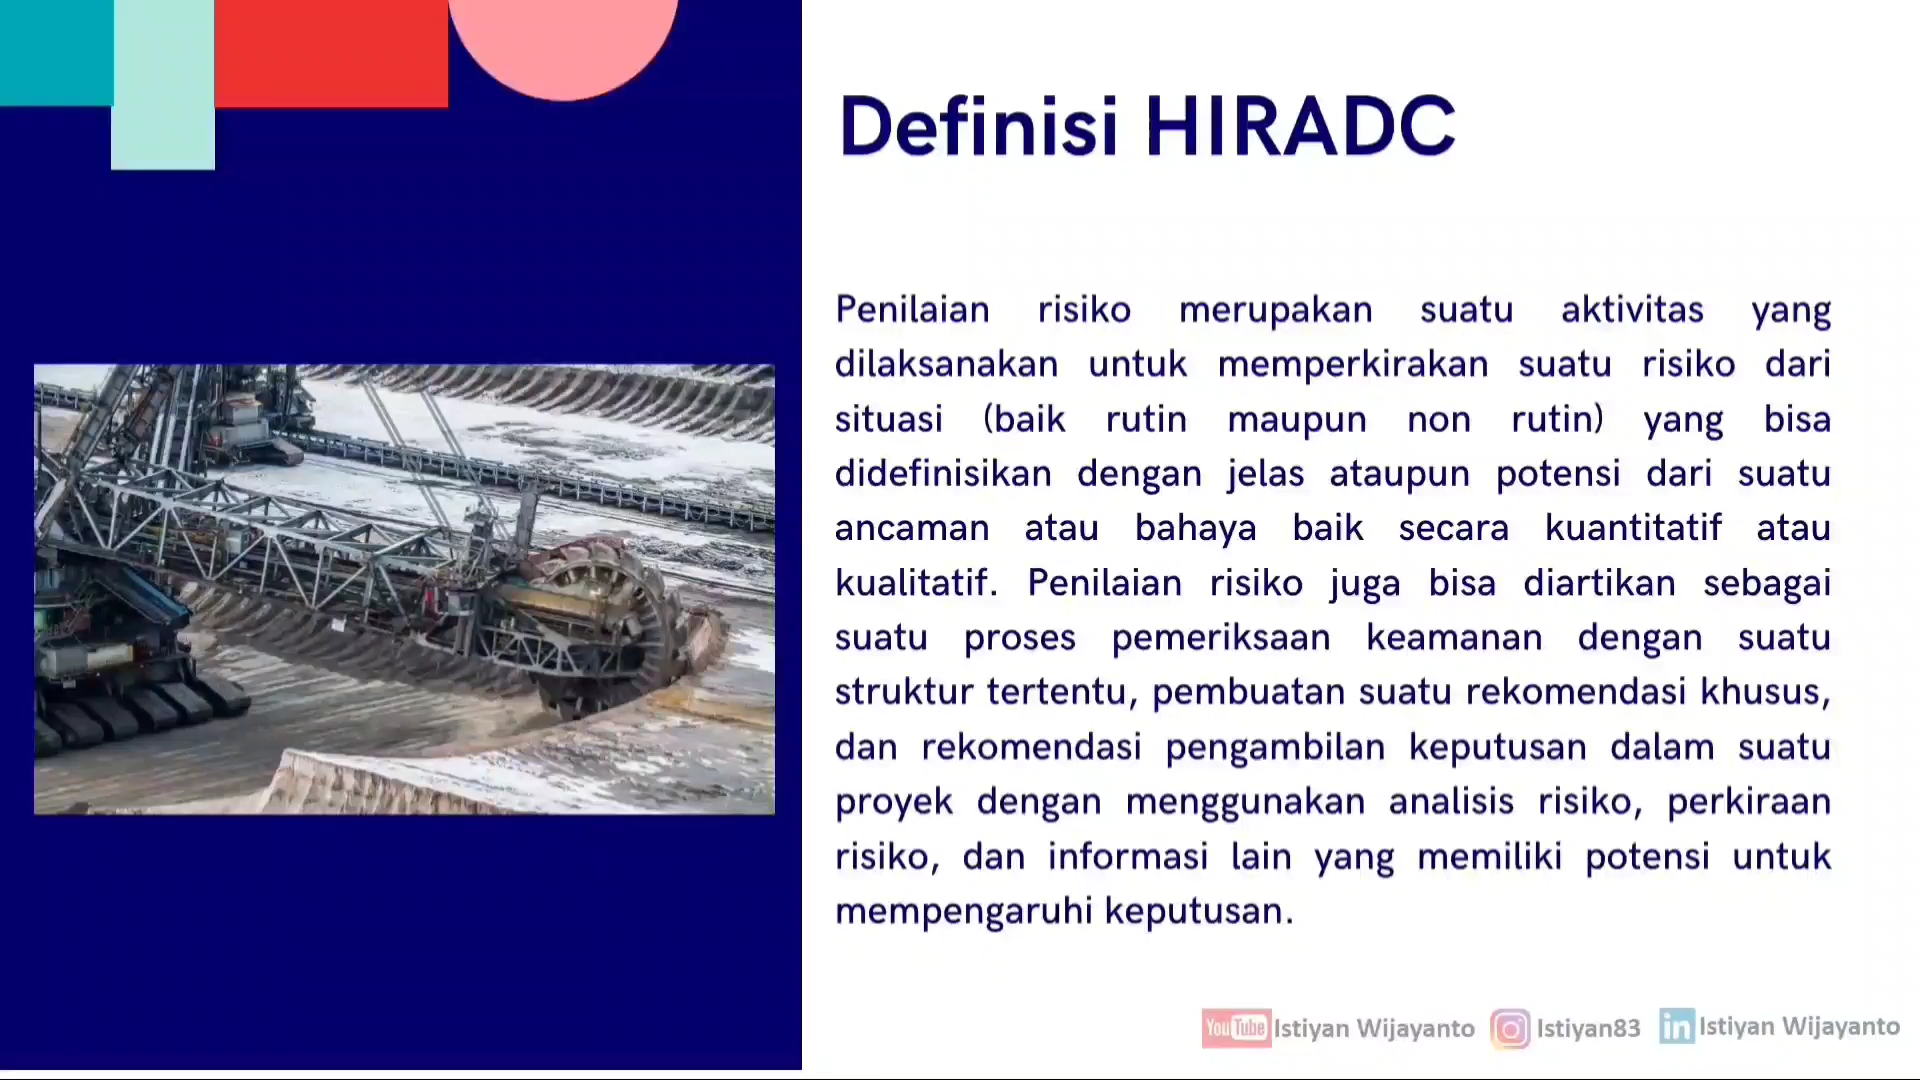 Definisi HIRADC
Penilaian risiko merupakan suatu aktivitas yang
dilaksanakan untuk memperkirakan suatu risiko dari
situasi (baik rutin maupun non rutin) yang bisa
didefinisikan dengan jelas ataupun potensi dari suatu
ancaman atau bahaya baik secara kuantitatif atau
kualitatif. Penilaian risiko juga bisa diartikan sebagai
suatu proses pemeriksaan keamanan dengan suatu
struktur tertentu, pembuatan suatu rekomendasi khusus,
dan rekomendasi pengambilan keputusan dalam suatu
proyek dengan menggunakan analisis risiko, perkiraan
risiko, dan informasi lain yang memiliki potensi untuk
mempengaruhi keputusan.
YouTube Istiyan Wijayanto Istiyan83 in Istiyan Wijayanto